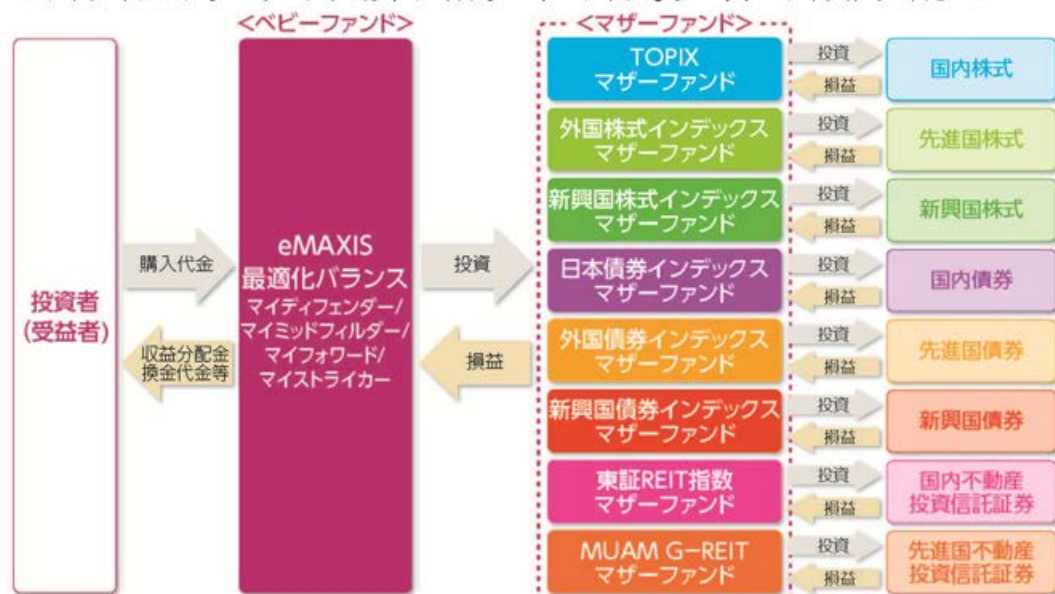 <ベビーファンド>
<マザーファンド>
投資者
(受益者)
購入代金
収益分配金
換金代金等
eMAXIS
最適化バランス
マイディフェンダー/
マイミッドフィルダー/
マイフォワード/
マイストライカー
投資
損益
TOPIX
マザーファンド
投資
損益
国内株式
外国株式インデックス
マザーファンド
投資
損益
先進国株式
新興国株式インデックス
マザーファンド
投資
損益
新興国株式
日本債券インデックス
マザーファンド
投資
損益
国内債券
外国債券インデックス
マザーファンド
投資
損益
先進国債券
新興国債券インデックス
マザーファンド
投資
損益
新興国債券
東証REIT指数
マザーファンド
投資
損益
国内不動産
投資信託証券
MUAM G-REIT
マザーファンド
投資
損益
先進国不動産
投資信託証券